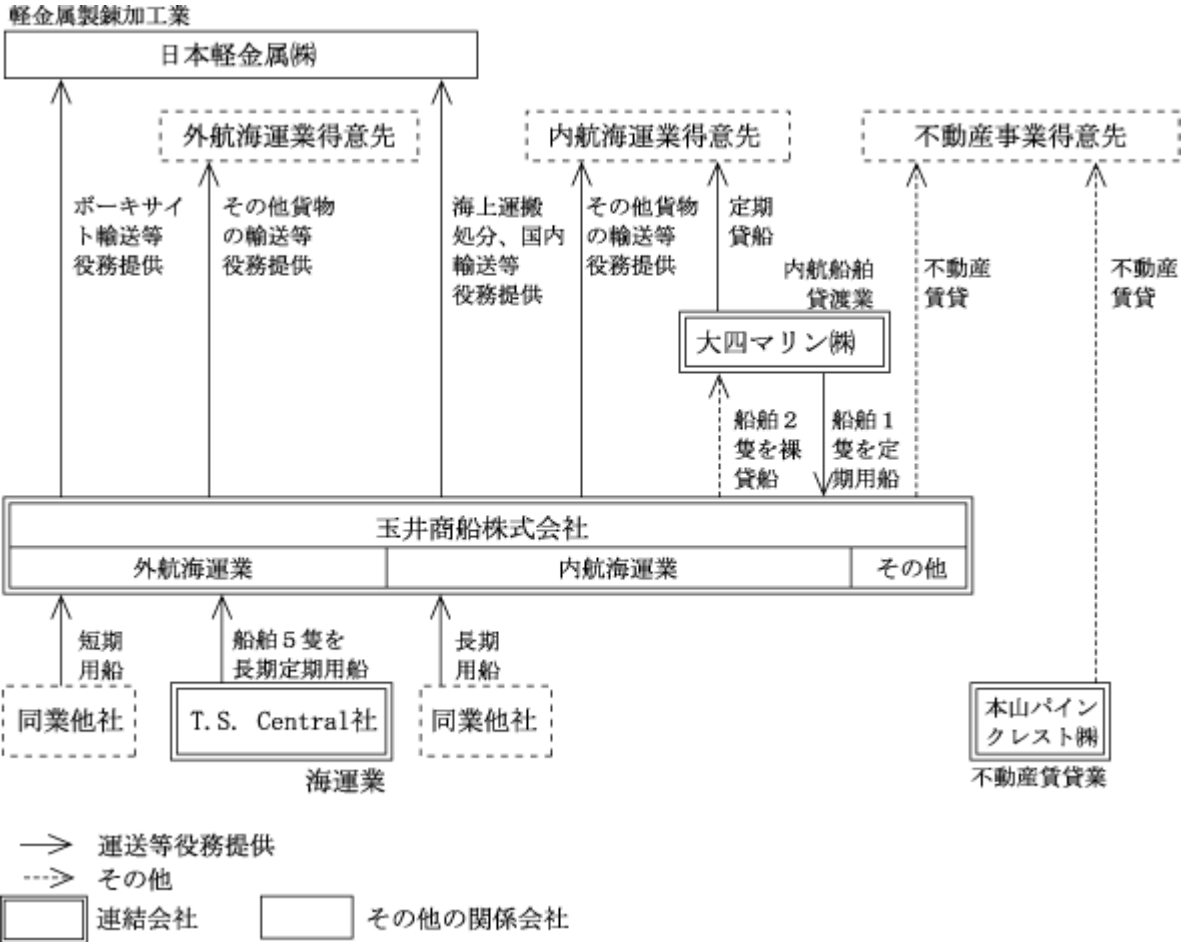 軽金属製錬加工業
日本軽金属㈱
外航海運業得意先
内航海運業得意先
不動産事業得意先
ボーキサイ
ト輸送等
役務提供
その他貨物
の輸送等
役務提供
海上運搬
処分、国内
輸送等
役務提供
その他貨物
の輸送等
役務提供
定期
貸船
内航船舶
貸渡業
不動産
賃貸
不動産
賃貸
大四マリン㈱
船舶2
隻を裸
貸船
船舶1
隻を定
期用船
玉井商船株式会社
外航海運業
内航海運業
その他
短期
用船
船舶5隻を
長期定期用船
長期
用船
同業他社
T.S. Central社
海運業
同業他社
本山パイン
クレスト㈱
不動産賃貸業
運送等役務提供
その他
連結会社
その他の関係会社